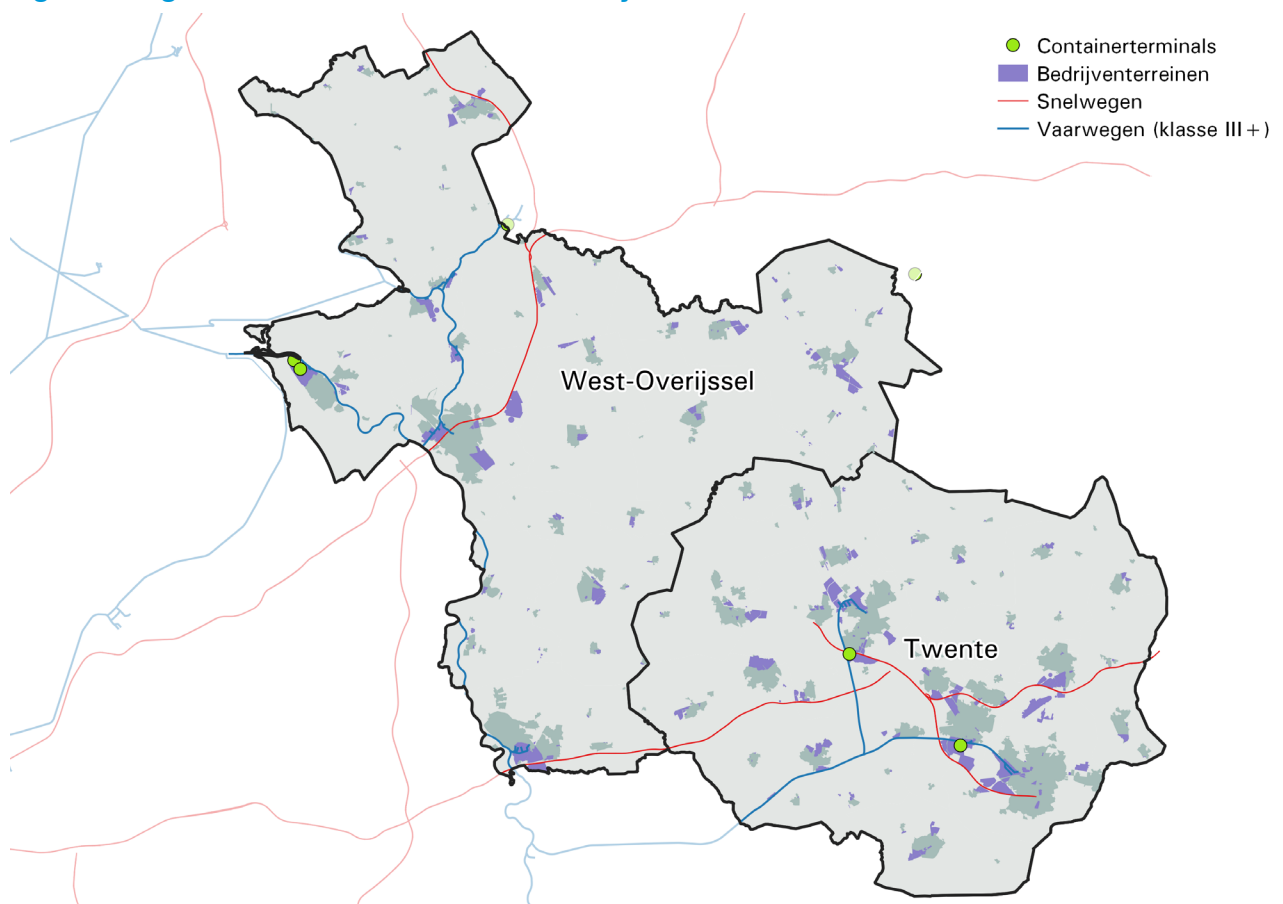 Containerterminals
Bedrijventerreinen
Snelwegen
Vaarwegen (klasse III+)
West-Overijssel
Twente